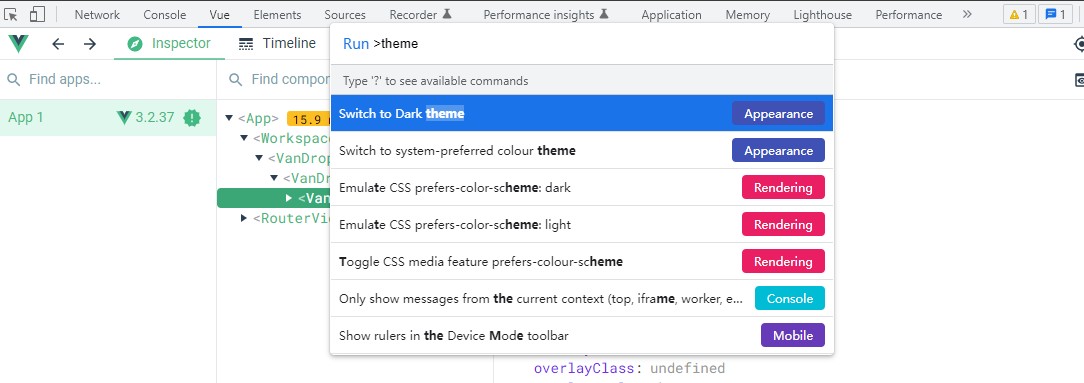 Network Console Vue Elements Sources Recorder Performance insights Application Memory Lighthouse Performance » 1 1
Inspector Timeline
Run >theme
Find apps...
Find compo
Type '?' to see available commands
App 1 3.2.37
<App> 15.9
Switch to Dark theme Appearance
<Workspace
Switch to system-preferred colour theme Appearance
<VanDrop
<VanDr
Emulate CSS prefers-color-scheme: dark Rendering
<Van
<RouterVi
Emulate CSS prefers-color-scheme: light Rendering
Toggle CSS media feature prefers-colour-scheme Rendering
Only show messages from the current context (top, iframe, worker, e... Console
Show rulers in the Device Mode toolbar Mobile
overlayClass: undefined